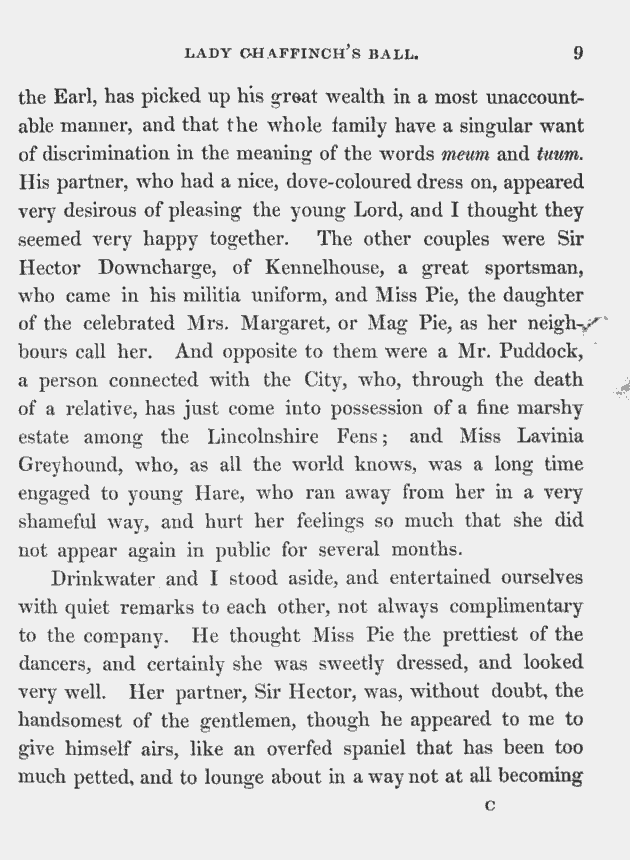 LADY CHAFFINCH'S BALL. 9
the Earl, has picked up his great wealth in a most unaccount-
able manner, and that the whole family have a singular want
of discrimination in the meaning of the words meum and tuum.
His partner, who had a nice, dove-coloured dress on, appeared
very desirous of pleasing the young Lord, and I thought they
seemed very happy together. The other couples were Sir
Hector Downcharge, of Kennelhouse, a great sportsman,
who came in his militia uniform, and Miss Pie, the daughter
of the celebrated Mrs. Margaret, or Mag Pie, as her neigh-
bours call her. And opposite to them were a Mr. Puddock,
a person connected with the City, who, through the death
of a relative, has just come into possession of a fine marshy
estate among the Lincolnshire Fens; and Miss Lavinia
Greyhound, who, as all the world knows, was a long time
engaged to young Hare, who ran away from her in a very
shameful way, and hurt her feelings so much that she did
not appear again in public for several months.
Drinkwater and I stood aside, and entertained ourselves
with quiet remarks to each other, not always complimentary
to the company. He thought Miss Pie the prettiest of the
dancers, and certainly she was sweetly dressed, and looked
very well. Her partner, Sir Hector, was, without doubt, the
handsomest of the gentlemen, though he appeared to me to
give himself airs, like an overfed spaniel that has been too
much petted, and to lounge about in a way not at all becoming
C